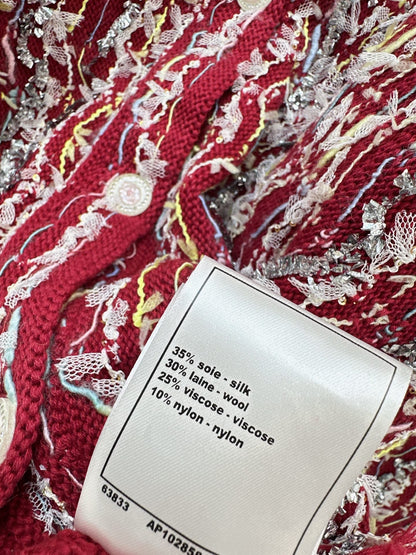 35% soie - silk
30% laine - wool
25% viscose - viscose
10% nylon - nylon
63833